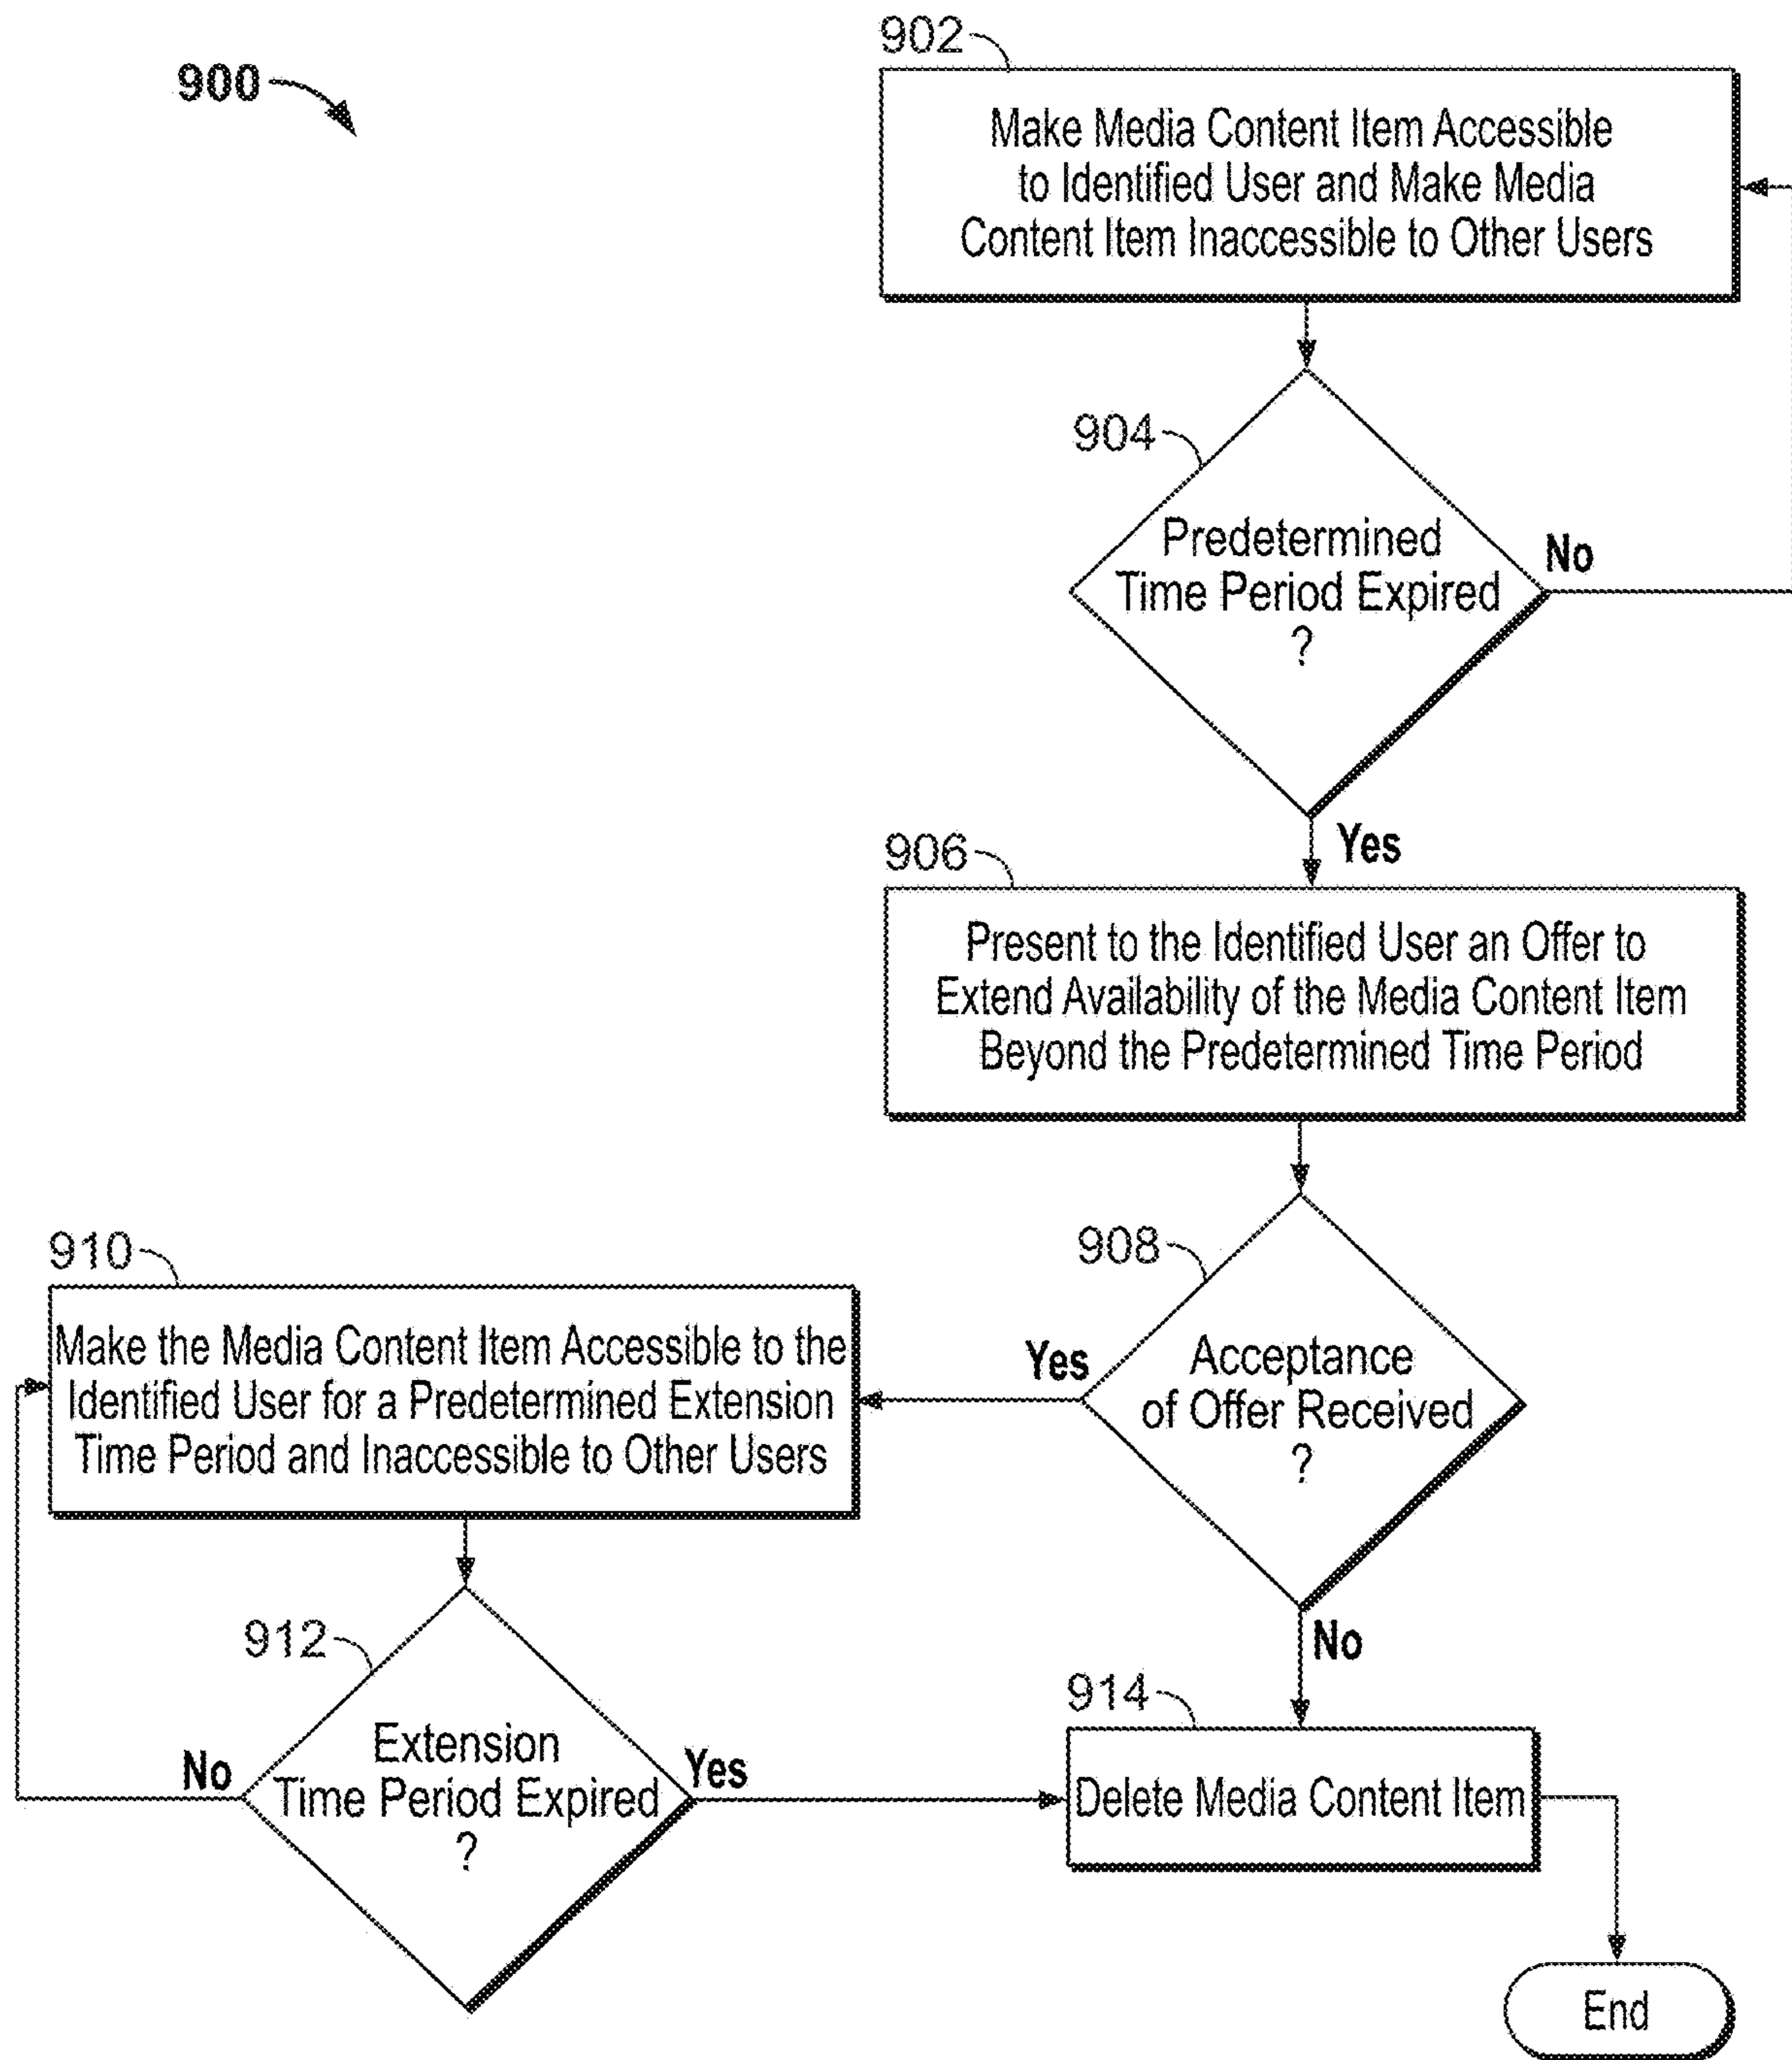 900
902
Make Media Content Item Accessible
to Identified User and Make Media
Content Item Inaccessible to Other Users
904
Predetermined
Time Period Expired
?
No
Yes
906
Present to the Identified User an Offer to
Extend Availability of the Media Content Item
Beyond the Predetermined Time Period
908
Acceptance
of Offer Received
?
Yes
No
910
Make the Media Content Item Accessible to the
Identified User for a Predetermined Extension
Time Period and Inaccessible to Other Users
912
Extension
Time Period Expired
?
No
Yes
914
Delete Media Content Item
End